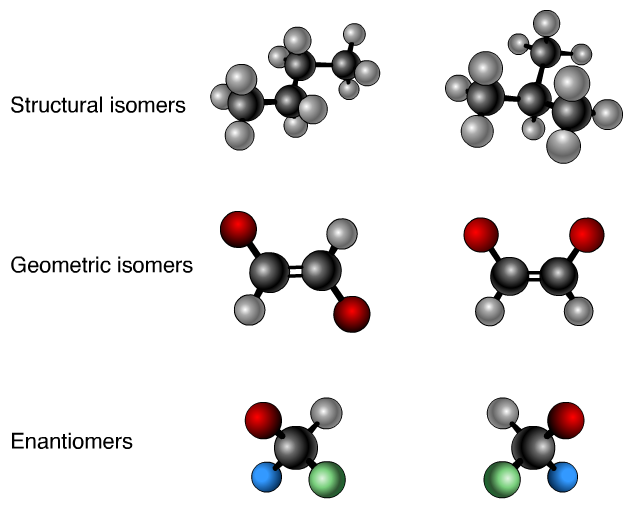 Structural isomers
Geometric isomers
Enantiomers